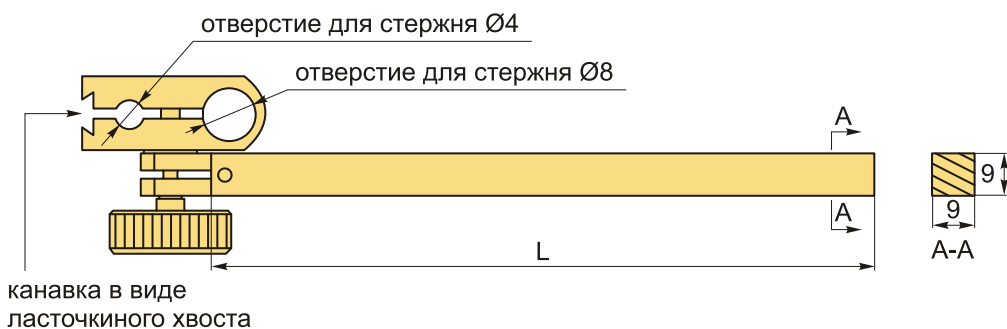 отверстие для стержня Ø4
отверстие для стержня Ø8
A
A
9
9
A-A
L
канавка в виде
ласточкиного хвоста